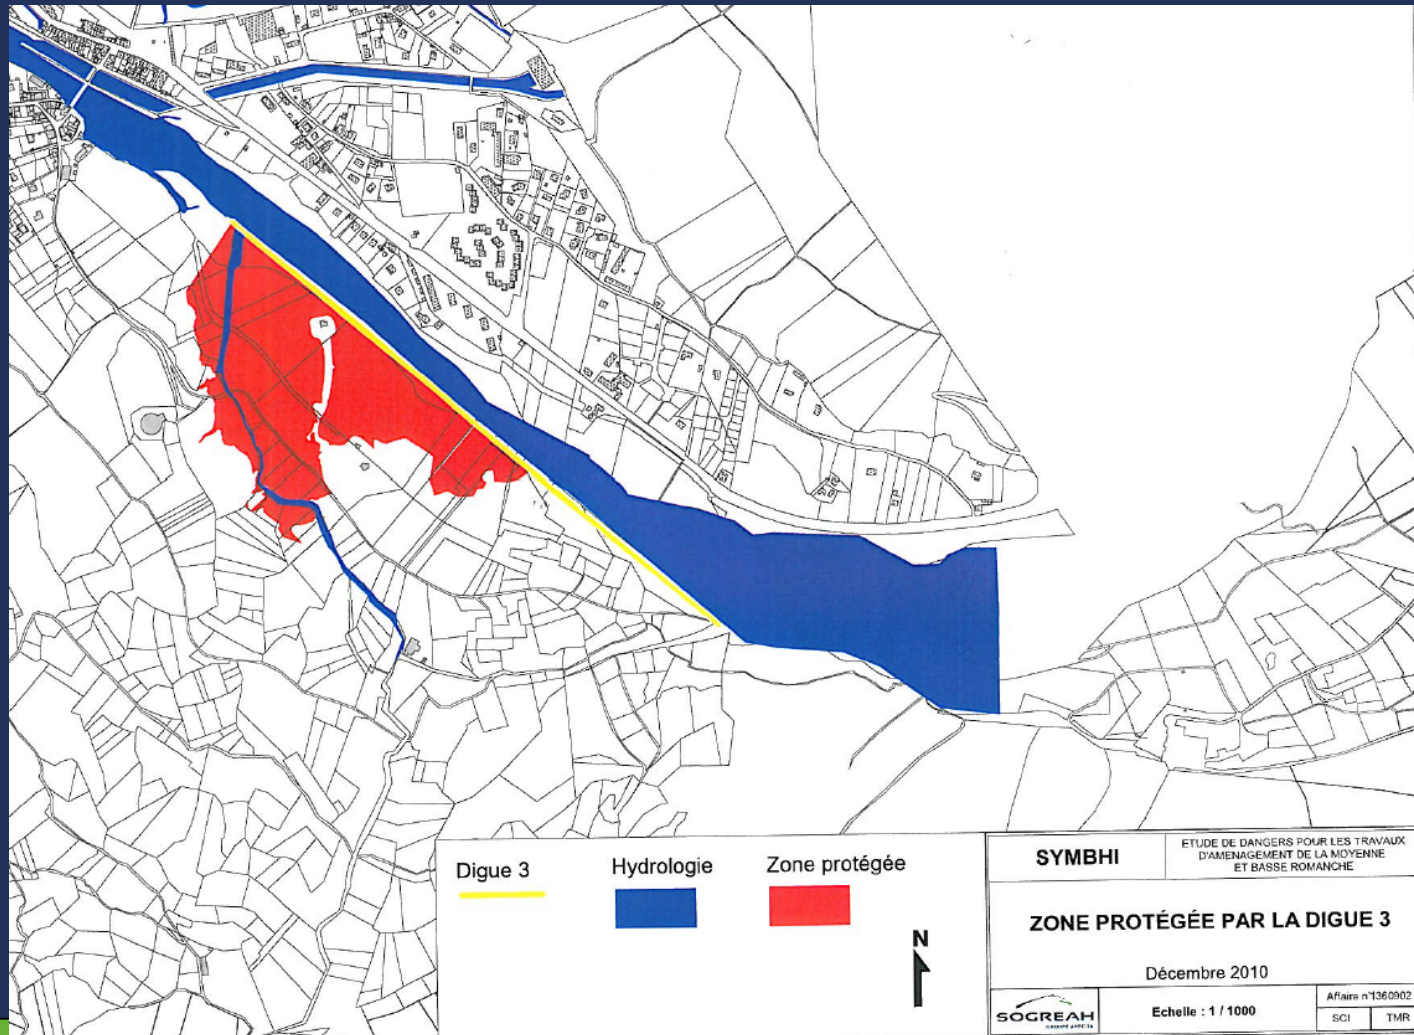 Digue 3
Hydrologie
Zone protégée
N
SYMBHI
ETUDE DE DANGERS POUR LES TRAVAUX
D'AMENAGEMENT DE LA MOYENNE
ET BASSE ROMANCHE
ZONE PROTÉGÉE PAR LA DIGUE 3
Décembre 2010
SOGREAH
Echelle : 1 / 1000
Affaire n°1360902
SCI
TMR